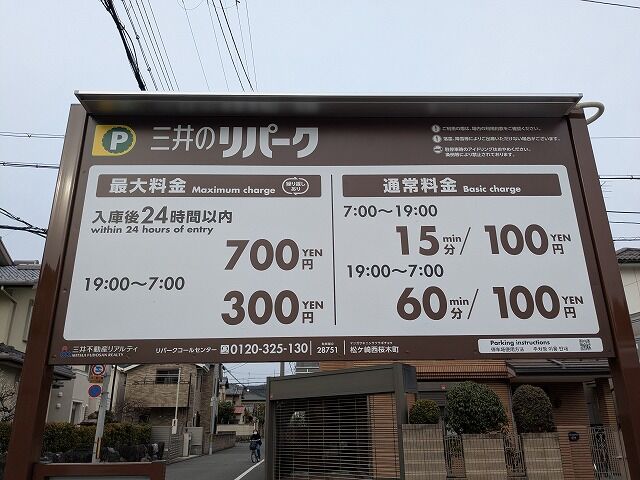 P 三井のリパーク
最大料金 Maximum charge 繰り返しあり
入庫後24時間以内
within 24 hours of entry
700 YEN 円
19:00〜7:00
300 YEN 円
通常料金 Basic charge
7:00〜19:00
15 min 分/ 100 YEN 円
19:00〜7:00
60 min 分/ 100 YEN 円
三井不動産リアルティ
MITSUI FUDOSAN REALTY
リパークコールセンター 0120-325-130
28751
松ケ崎西桜木町
Parking instructions